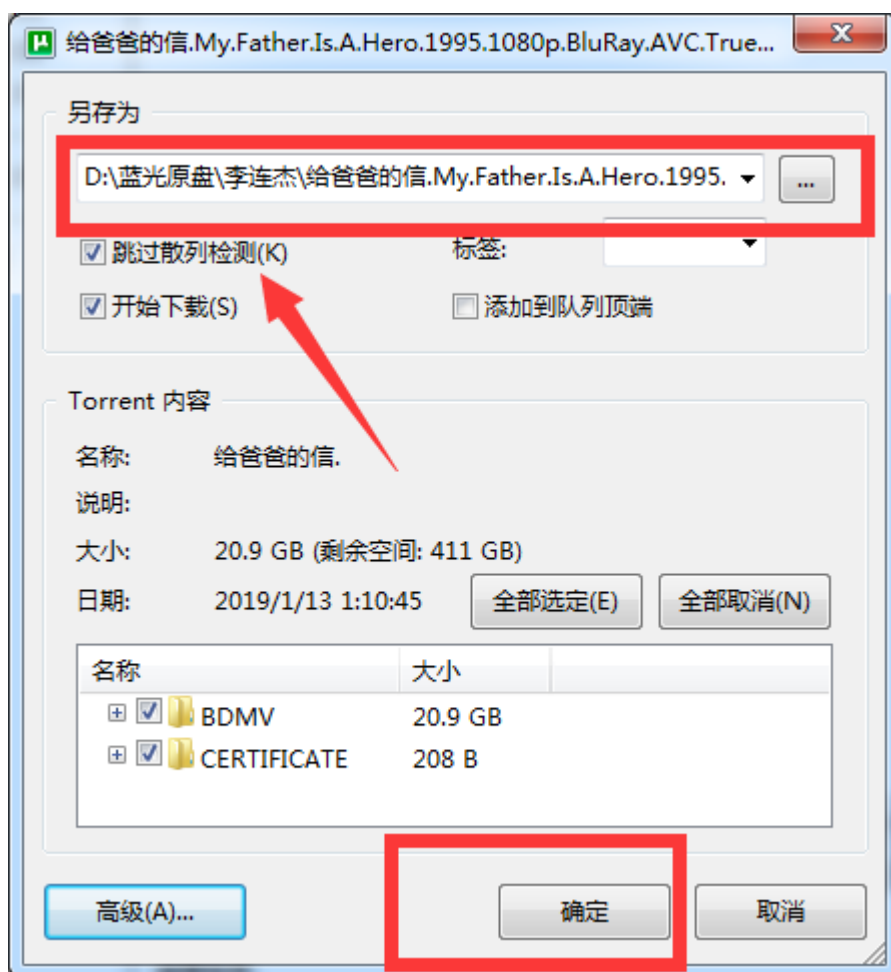 给爸爸的信.My.Father.Is.A.Hero.1995.1080p.BluRay.AVC.True...
另存为
D:\蓝光原盘\李连杰\给爸爸的信.My.Father.Is.A.Hero.1995. ...
跳过散列检测(K) 标签:
开始下载(S) 添加到队列顶端
Torrent 内容
名称: 给爸爸的信.
说明:
大小: 20.9 GB (剩余空间: 411 GB)
日期: 2019/1/13 1:10:45 全部选定(E) 全部取消(N)
名称 大小
BDMV 20.9 GB
CERTIFICATE 208 B
高级(A)... 确定 取消